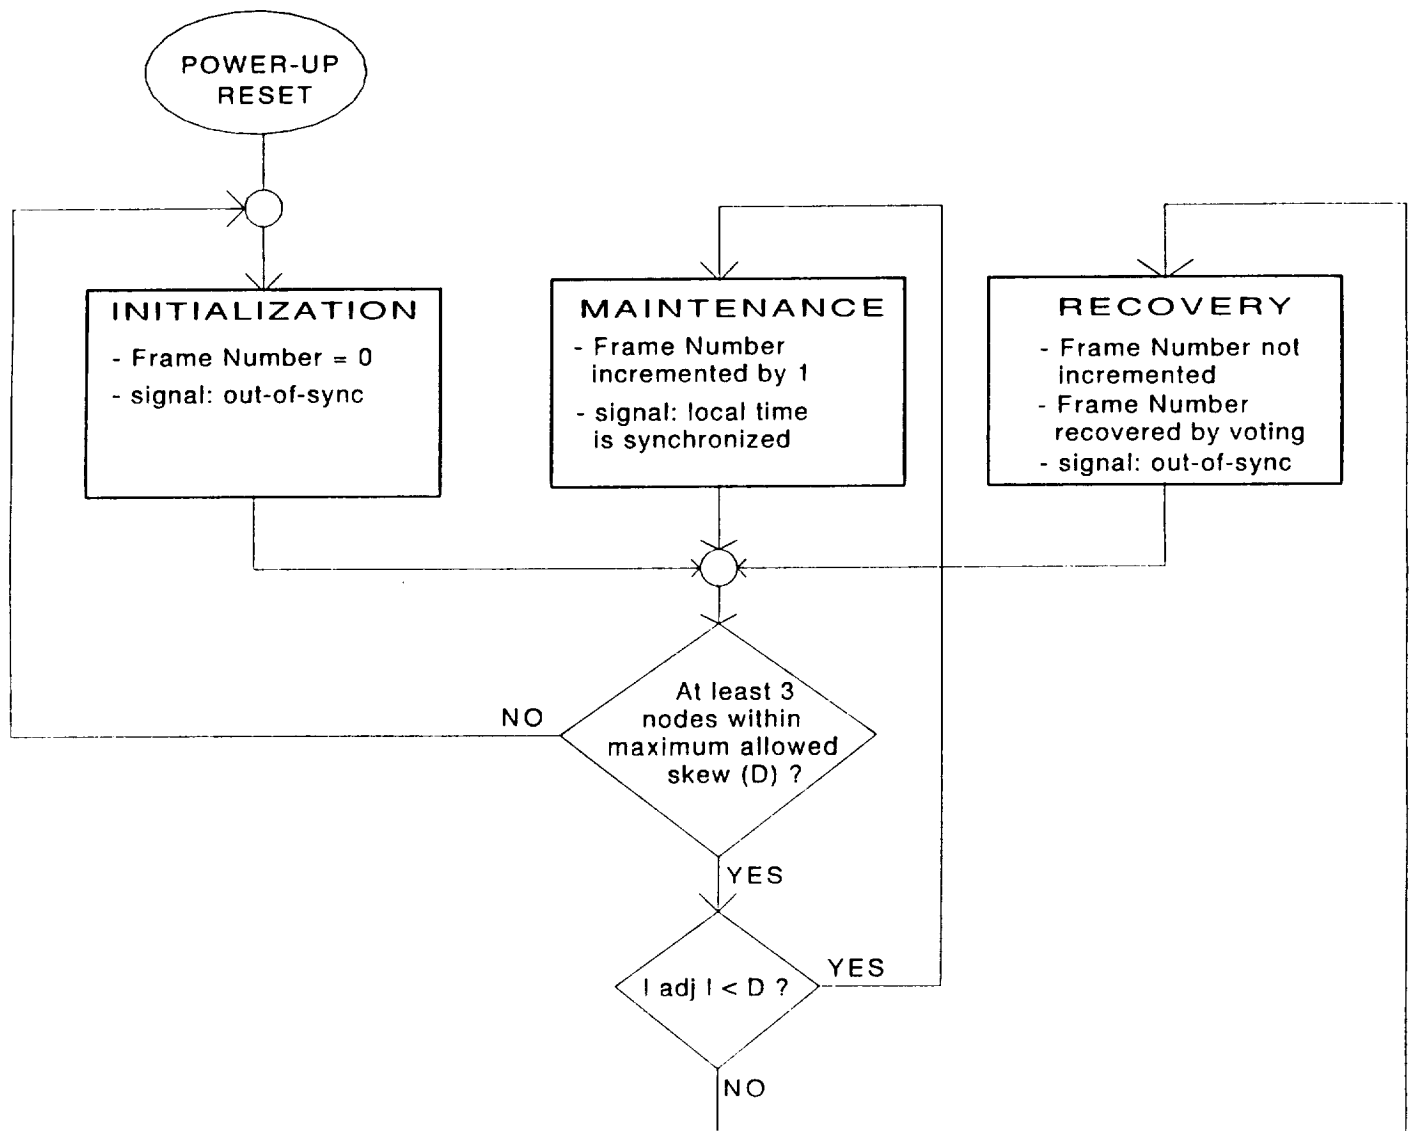 POWER-UP
RESET
INITIALIZATION
- Frame Number = 0
- signal: out-of-sync
MAINTENANCE
- Frame Number
incremented by 1
- signal: local time
is synchronized
RECOVERY
- Frame Number not
incremented
- Frame Number
recovered by voting
- signal: out-of-sync
At least 3
nodes within
maximum allowed
skew (D) ?
NO
YES
| adj | < D ?
YES
NO